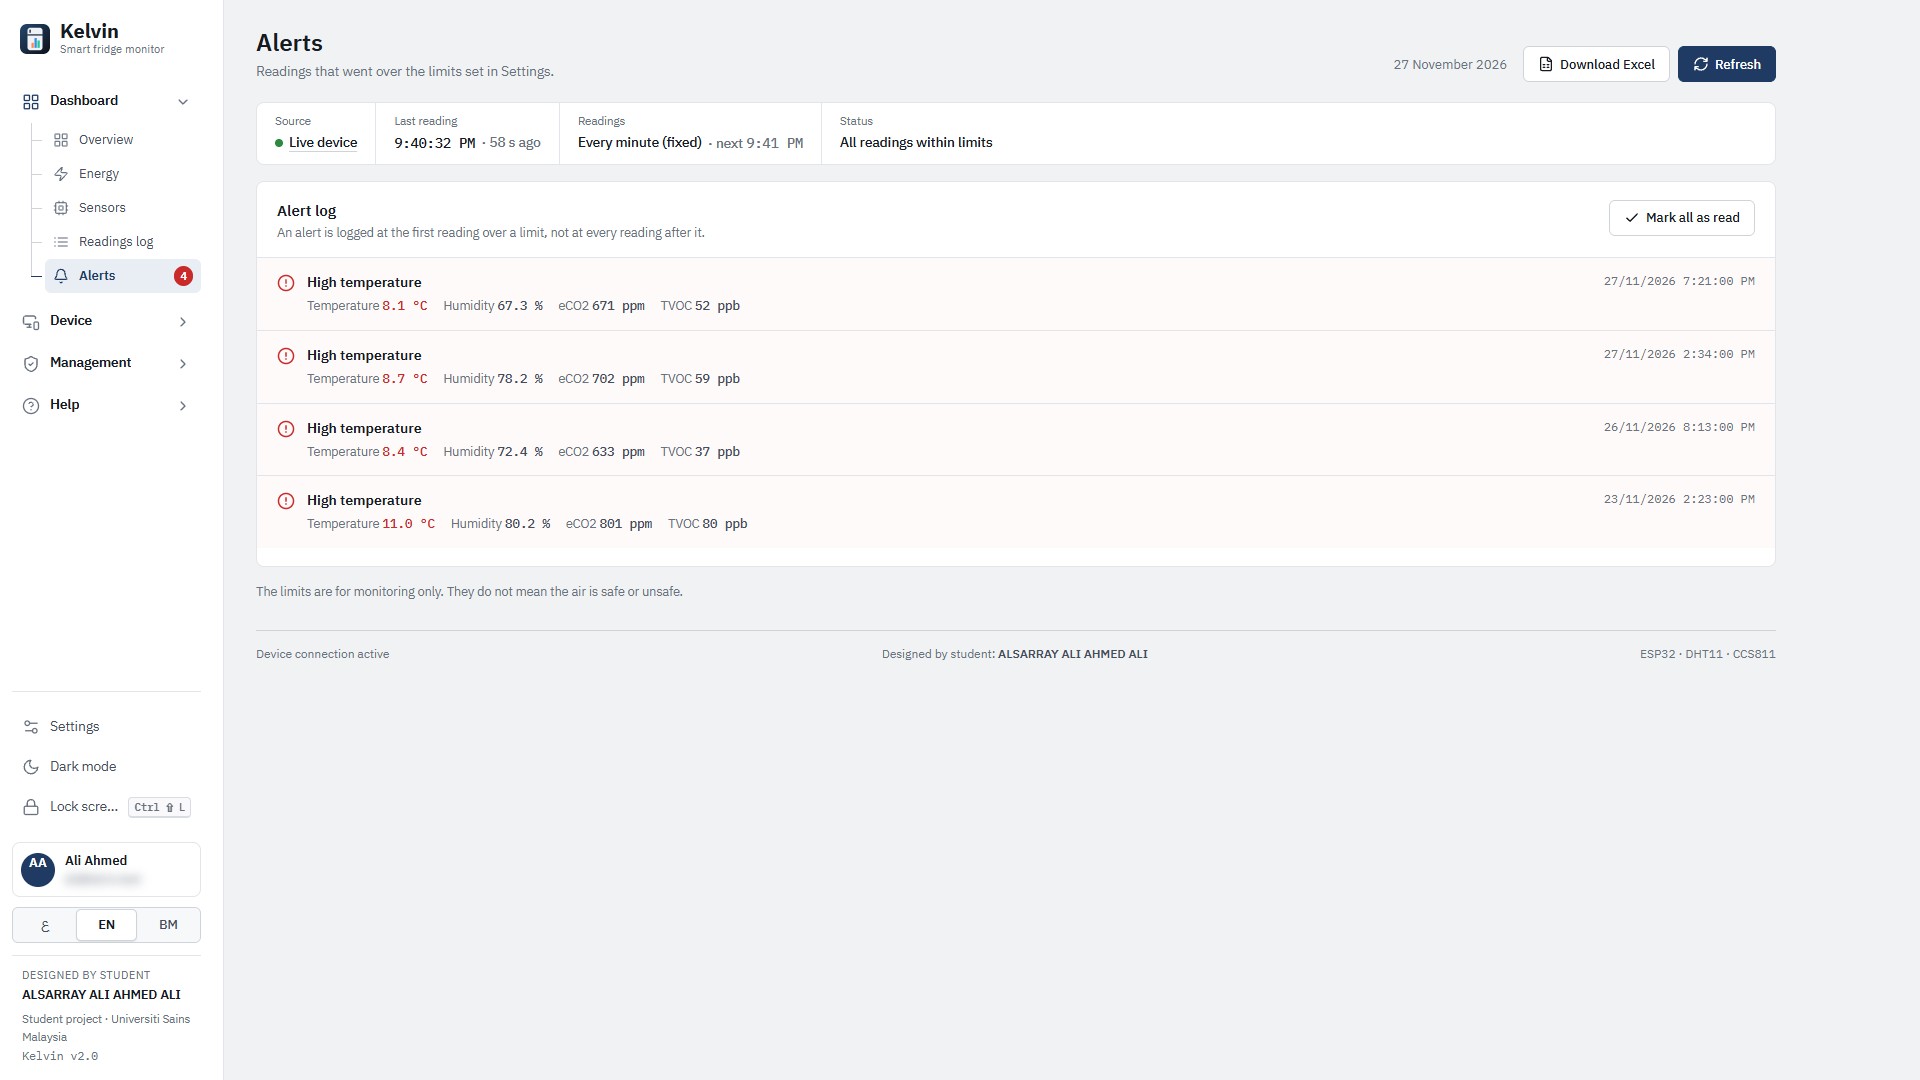 Kelvin
Smart fridge monitor
Dashboard
Overview
Energy
Sensors
Readings log
Alerts 4
Device
Management
Help
Settings
Dark mode
Lock scre... Ctrl ⇧ L
AA Ali Ahmed
ع EN BM
DESIGNED BY STUDENT
ALSARRAY ALI AHMED ALI
Student project · Universiti Sains
Malaysia
Kelvin v2.0
Alerts
Readings that went over the limits set in Settings.
27 November 2026 Download Excel Refresh
Source Last reading Readings Status
Live device 9:40:32 PM · 58 s ago Every minute (fixed) · next 9:41 PM All readings within limits
Alert log
An alert is logged at the first reading over a limit, not at every reading after it.
Mark all as read
High temperature 27/11/2026 7:21:00 PM
Temperature 8.1 °C Humidity 67.3 % eCO2 671 ppm TVOC 52 ppb
High temperature 27/11/2026 2:34:00 PM
Temperature 8.7 °C Humidity 78.2 % eCO2 702 ppm TVOC 59 ppb
High temperature 26/11/2026 8:13:00 PM
Temperature 8.4 °C Humidity 72.4 % eCO2 633 ppm TVOC 37 ppb
High temperature 23/11/2026 2:23:00 PM
Temperature 11.0 °C Humidity 80.2 % eCO2 801 ppm TVOC 80 ppb
The limits are for monitoring only. They do not mean the air is safe or unsafe.
Device connection active Designed by student: ALSARRAY ALI AHMED ALI ESP32 · DHT11 · CCS811